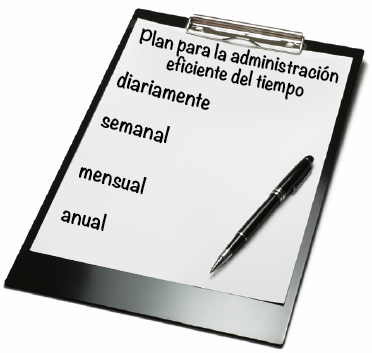 Plan para la administración
eficiente del tiempo
diariamente
semanal
mensual
anual